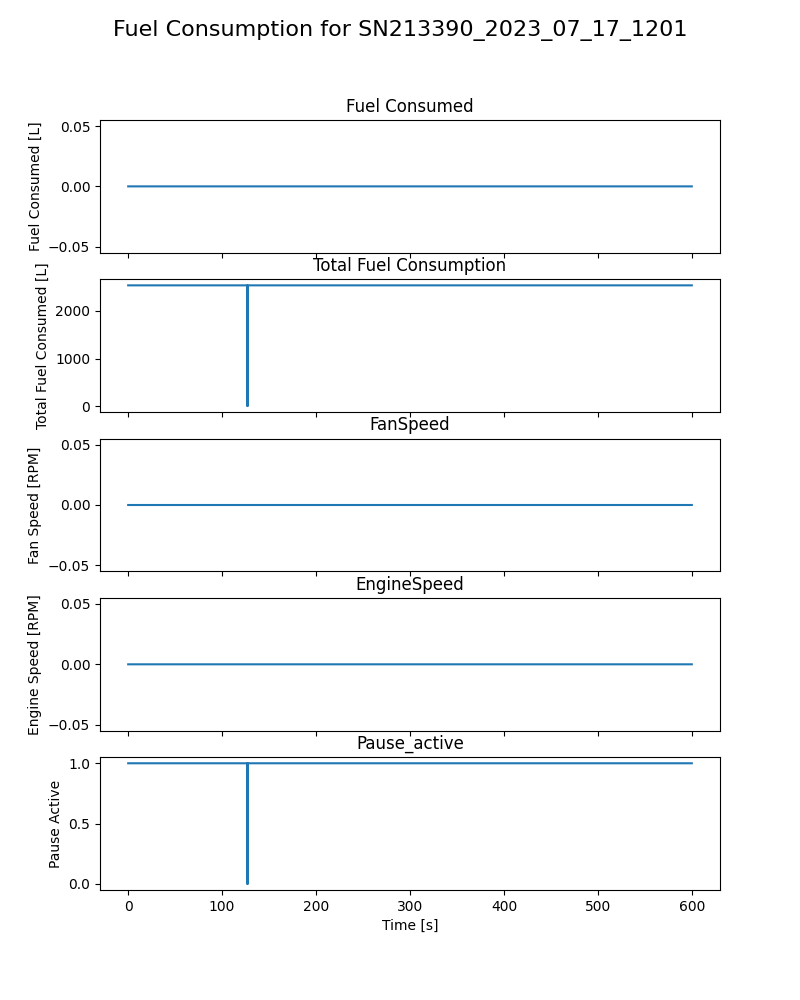 Fuel Consumption for SN213390_2023_07_17_1201
Fuel Consumed
Fuel Consumed [L]
0.05
0.00
−0.05
Total Fuel Consumption
Total Fuel Consumed [L]
2000
1000
0
FanSpeed
Fan Speed [RPM]
0.05
0.00
−0.05
EngineSpeed
Engine Speed [RPM]
0.05
0.00
−0.05
Pause_active
Pause Active
1.0
0.5
0.0
0 100 200 300 400 500 600
Time [s]